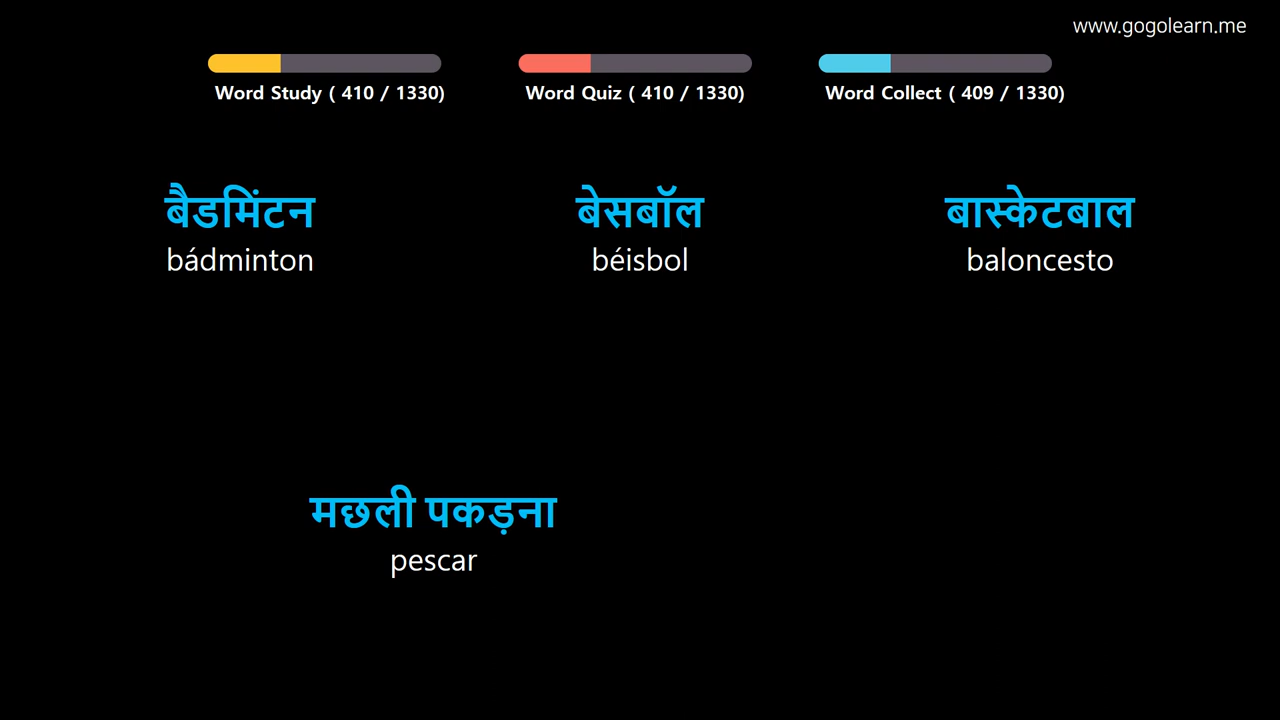 www.gogolearn.me
Word Study ( 410 / 1330)
Word Quiz ( 410 / 1330)
Word Collect ( 409 / 1330)
बैडमिंटन
bádminton
बेसबॉल
béisbol
बास्केटबाल
baloncesto
मछली पकड़ना
pescar